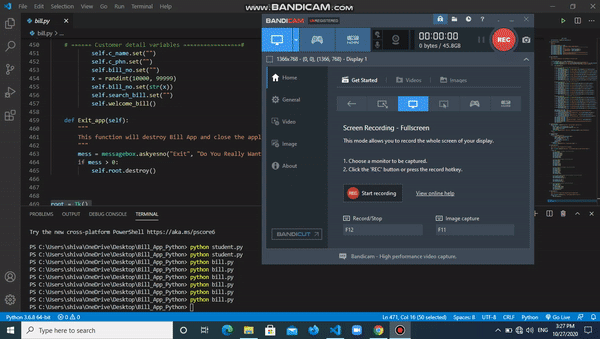 www.BANDICAM.com
File Edit Selection View Go Run
bill.py
bill.py > ...
450 # ====== Customer detail variables =================#
451 self.c_name.set("")
452 self.c_phn.set("")
453 self.bill_no.set("")
454 x = randint(10000, 99999)
455 self.bill_no.set(str(x))
456 self.search_bill.set("")
457 self.welcome_bill()
458
459 def Exit_app(self):
460 """
461 This function will destroy Bill App and close the appl
462 """
463 mess = messagebox.askyesno("Exit", "Do You Really Want
464 if mess > 0:
465 self.root.destroy()
469 root = Tk()
PROBLEMS OUTPUT DEBUG CONSOLE TERMINAL
Try the new cross-platform PowerShell https://aka.ms/pscore6
PS C:\Users\shiva\OneDrive\Desktop\Bill_App_Python> python student.py
PS C:\Users\shiva\OneDrive\Desktop\Bill_App_Python> python student.py
PS C:\Users\shiva\OneDrive\Desktop\Bill_App_Python> python bill.py
PS C:\Users\shiva\OneDrive\Desktop\Bill_App_Python> python bill.py
PS C:\Users\shiva\OneDrive\Desktop\Bill_App_Python> python bill.py
PS C:\Users\shiva\OneDrive\Desktop\Bill_App_Python> python bill.py
PS C:\Users\shiva\OneDrive\Desktop\Bill_App_Python> python bill.py
PS C:\Users\shiva\OneDrive\Desktop\Bill_App_Python>
BANDICAM UNREGISTERED
00:00:00
0 bytes / 45.8GB
REC
1366x768 - (0, 0), (1366, 768) - Display 1
Home
General
Video
Image
About
BANDICUT
Get Started Videos Images
Screen Recording - Fullscreen
This mode allows you to record the whole screen of your display.
1. Choose a monitor to be captured.
2. Click the 'REC' button or press the record hotkey.
REC Start recording View online help
Record/Stop Image capture
F12 F11
Bandicam - High performance video capture.
Python 3.6.8 64-bit 0 0 Ln 471, Col 16 (50 selected) Spaces: 8 UTF-8 CRLF Python Go Live
Type here to search
ENG
3:27 PM
10/27/2020